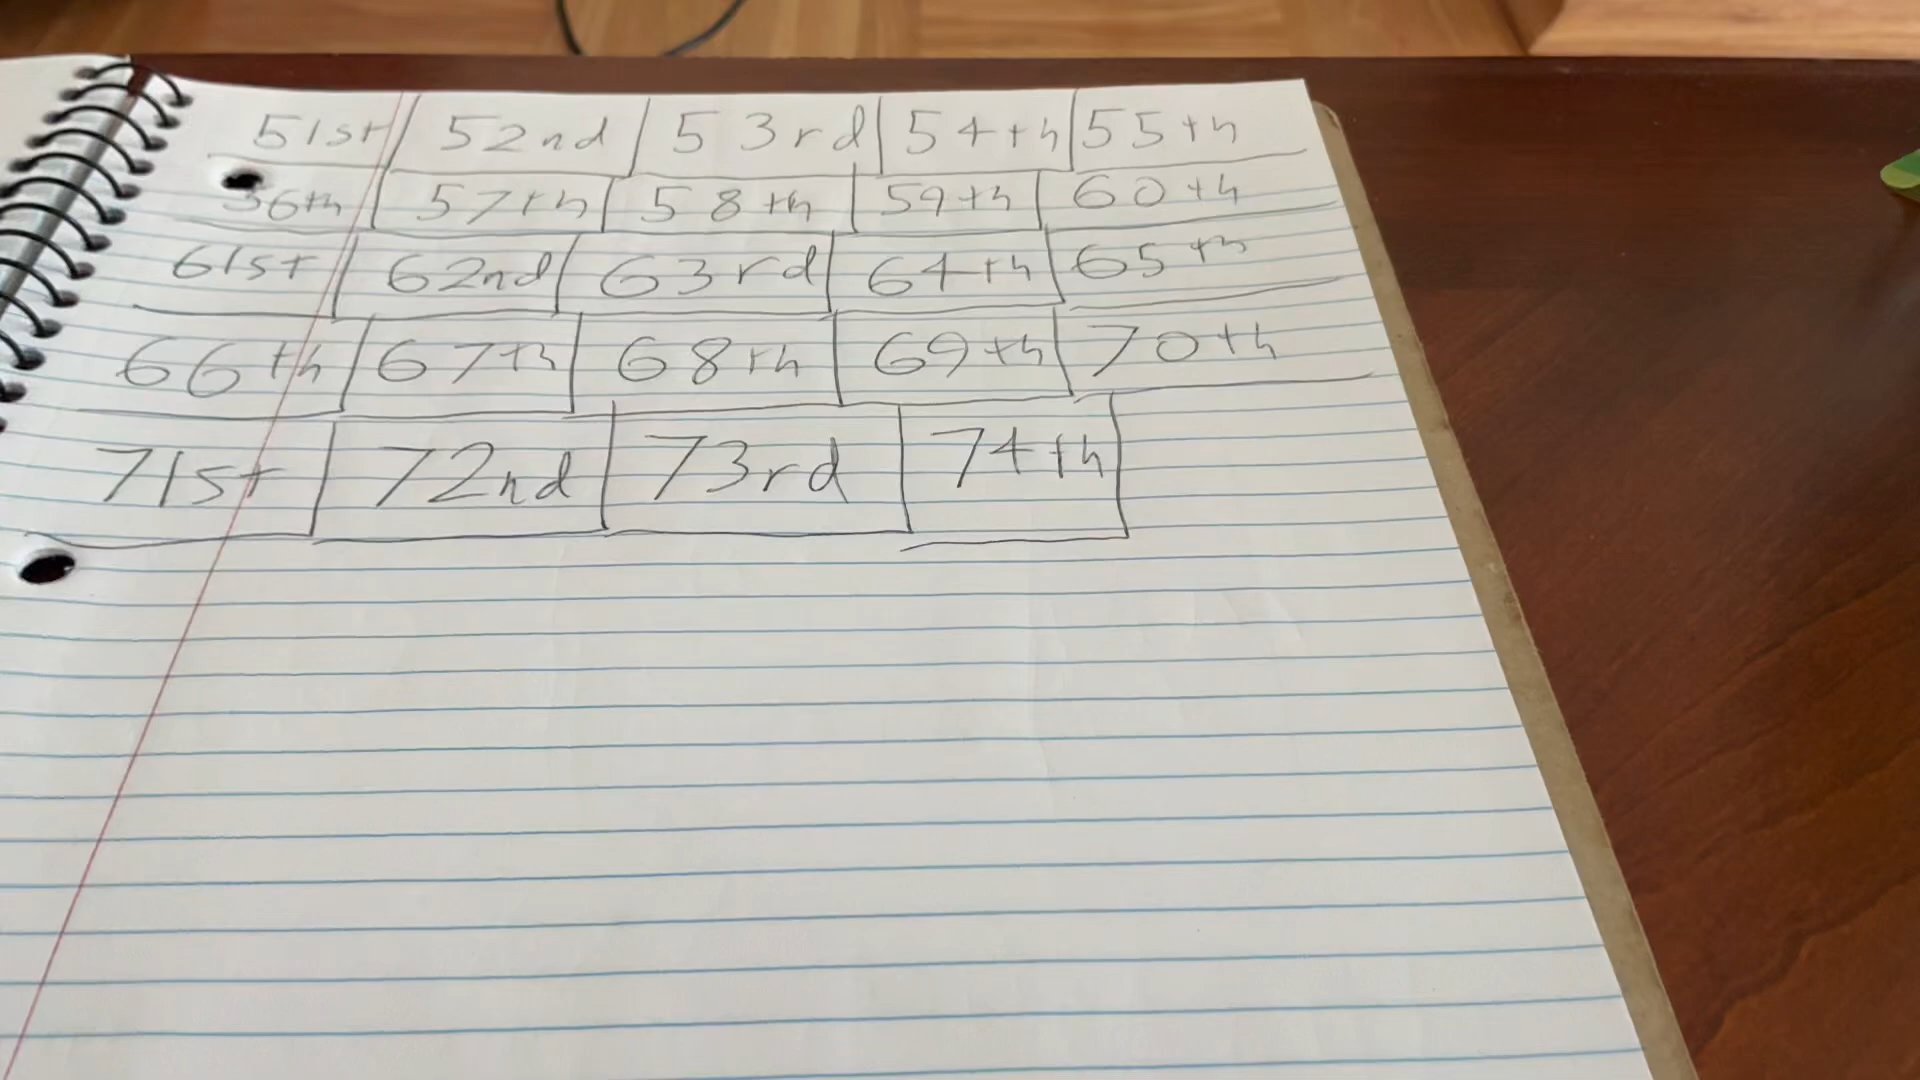 51st 52nd 53rd 54th 55th
56th 57th 58th 59th 60th
61st 62nd 63rd 64th 65th
66th 67th 68th 69th 70th
71st 72nd 73rd 74th